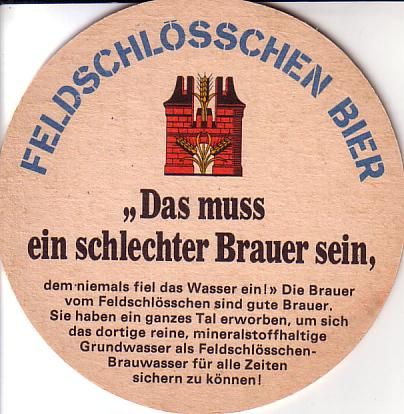 FELDSCHLÖSSCHEN BIER
„Das muss
ein schlechter Brauer sein,
dem niemals fiel das Wasser ein!» Die Brauer
vom Feldschlösschen sind gute Brauer.
Sie haben ein ganzes Tal erworben, um sich
das dortige reine, mineralstoffhaltige
Grundwasser als Feldschlösschen-
Brauwasser für alle Zeiten
sichern zu können!